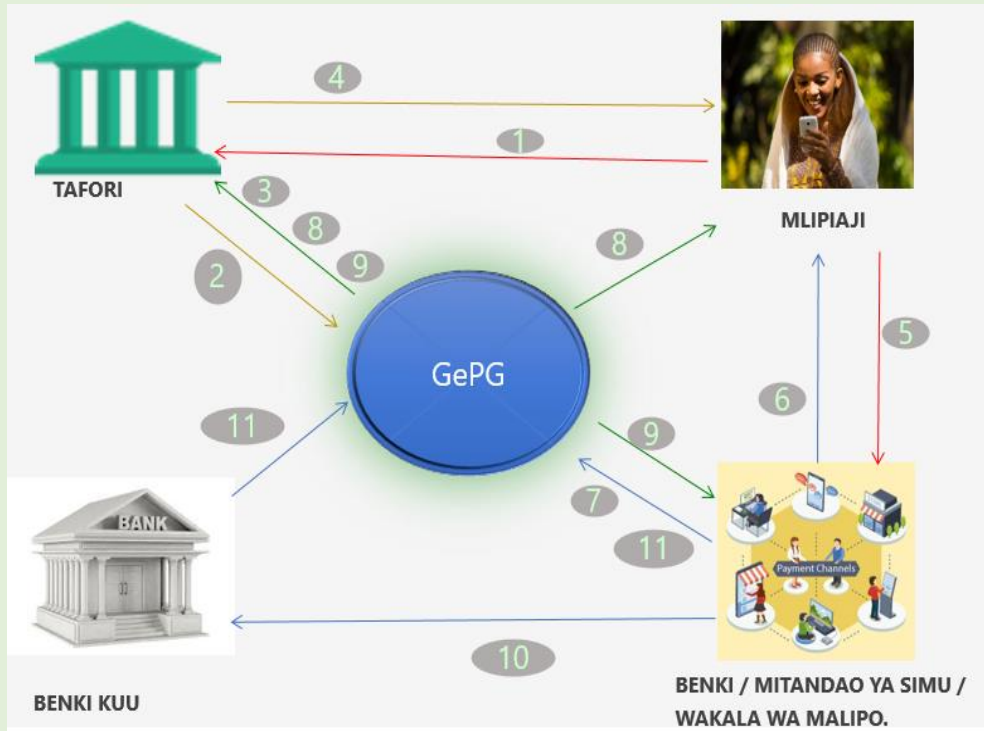 4
1
TAFORI
3
MLIPIAJI
8
8
2
9
5
GePG
6
11
9
7
BANK
11
Payment Channels
10
BENKI KUU
BENKI / MITANDAO YA SIMU /
WAKALA WA MALIPO.